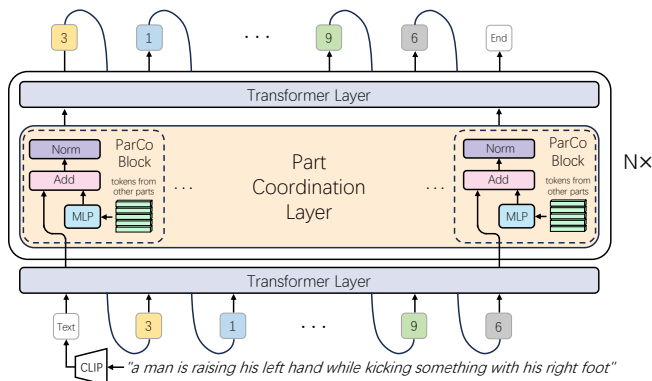 3 1 . . . 9 6 End
Transformer Layer
Norm ParCo Block Norm ParCo Block
Part Coordination Layer
N×
Add tokens from other parts . . . . . . Add tokens from other parts
MLP MLP
Transformer Layer
Text 3 1 . . . 9 6
CLIP "a man is raising his left hand while kicking something with his right foot"